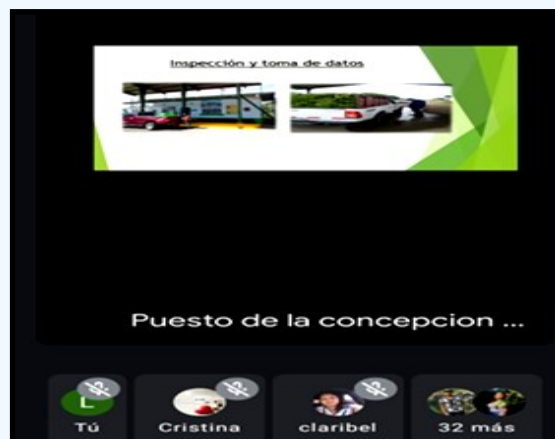 Inspección y toma de datos
Puesto de la concepcion ...
L
Tú
Cristina
claribel
32 más